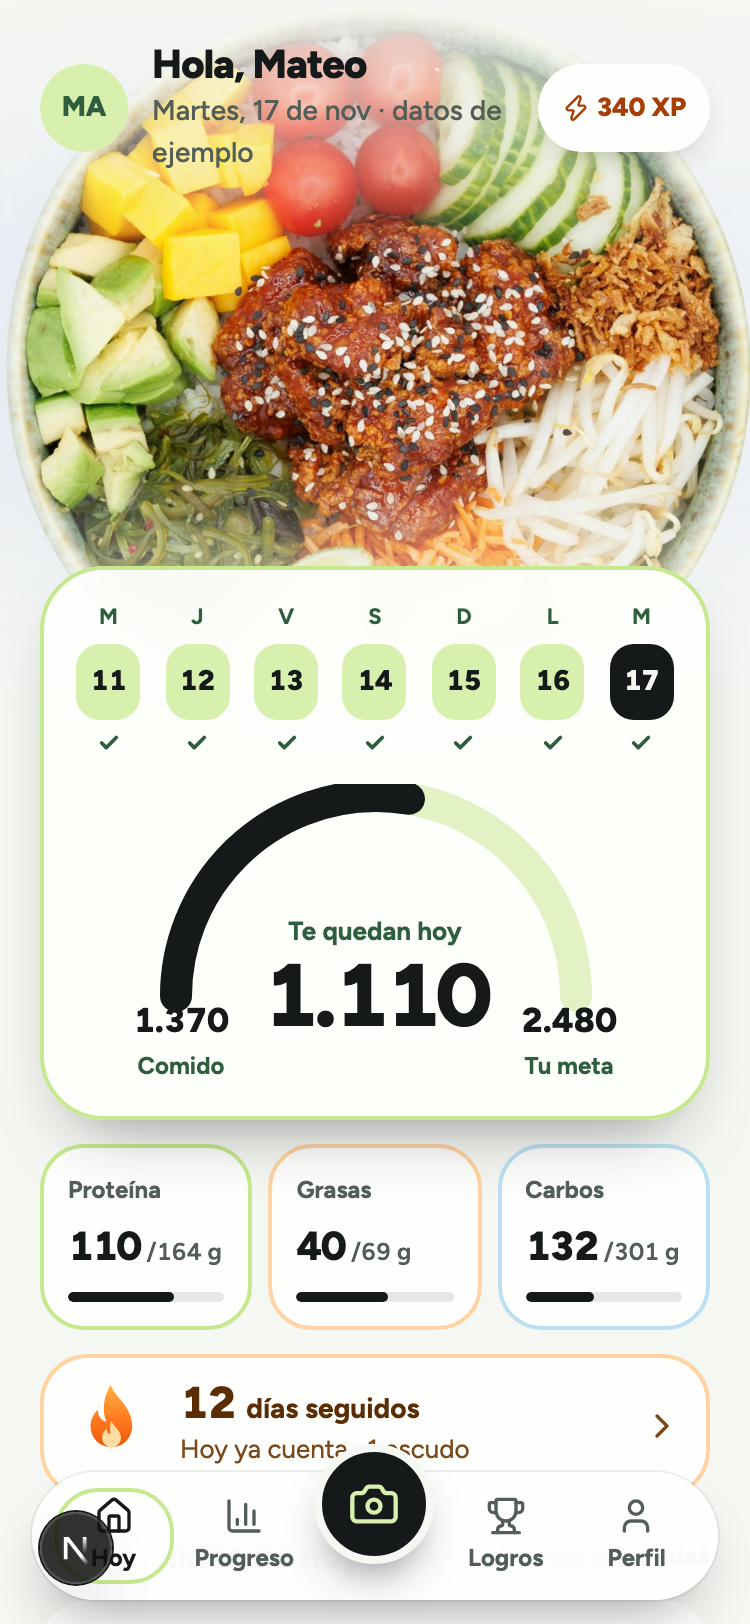 MA
Hola, Mateo
Martes, 17 de nov · datos de
ejemplo
340 XP
M J V S D L M
11 12 13 14 15 16 17
Te quedan hoy
1.110
1.370
Comido
2.480
Tu meta
Proteína
110 /164 g
Grasas
40 /69 g
Carbos
132 /301 g
12 días seguidos
Hoy ya cuenta · 1 escudo
N
Hoy
Progreso
Logros
Perfil